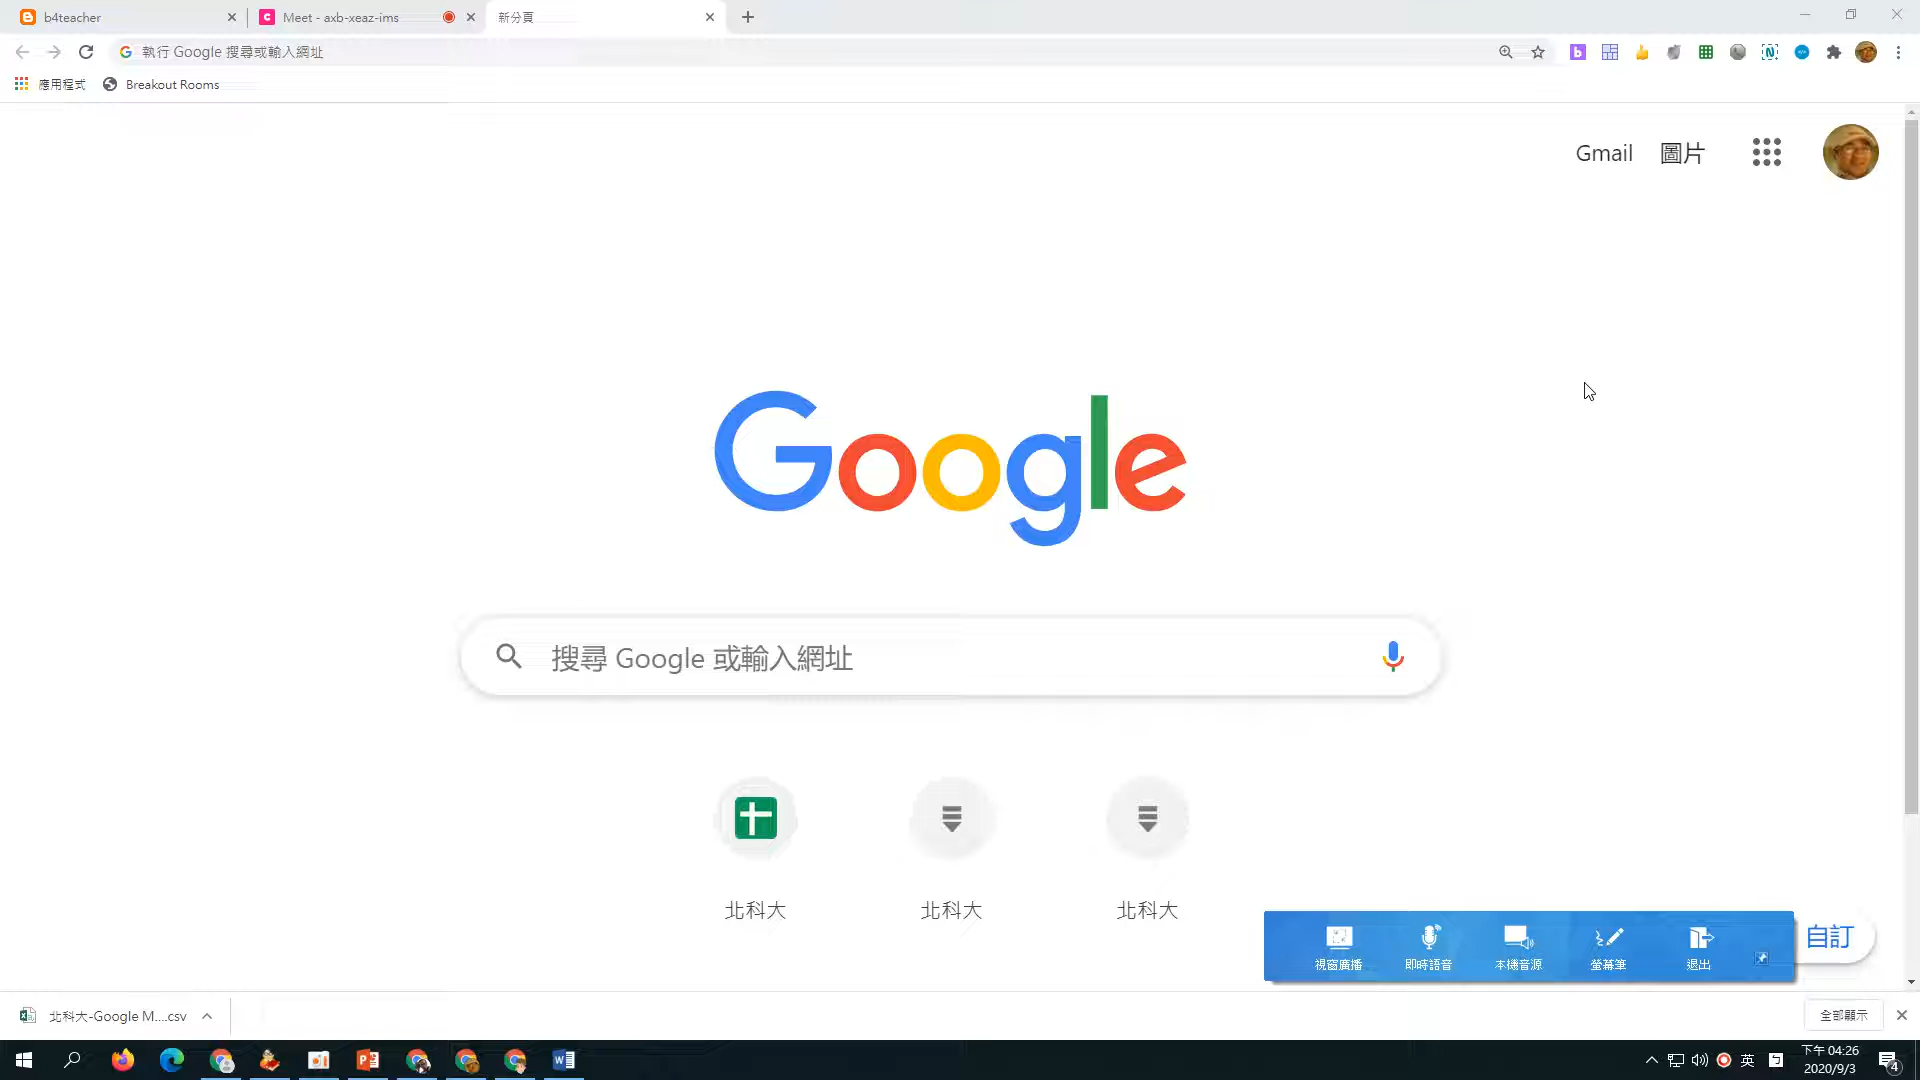 b4teacher
Meet - axb-xeaz-ims
新分頁
執行 Google 搜尋或輸入網址
應用程式
Breakout Rooms
Gmail
圖片
Google
搜尋 Google 或輸入網址
北科大
北科大
北科大
視窗廣播
即時語音
本機音源
螢幕筆
退出
自訂
北科大-Google M....csv
全部顯示
英
下午 04:26
2020/9/3
4